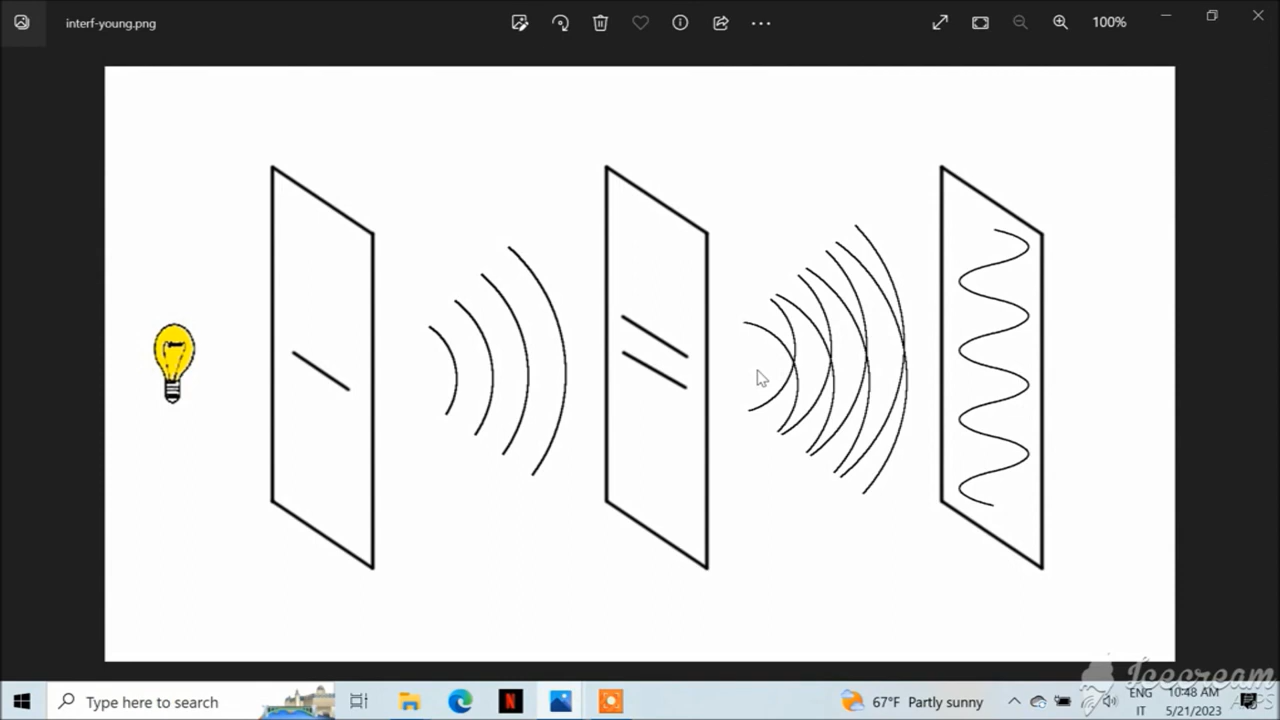 interf-young.png
100%
Type here to search
N
67°F Partly sunny
ENG
IT
10:48 AM
5/21/2023
Icecream
APPS